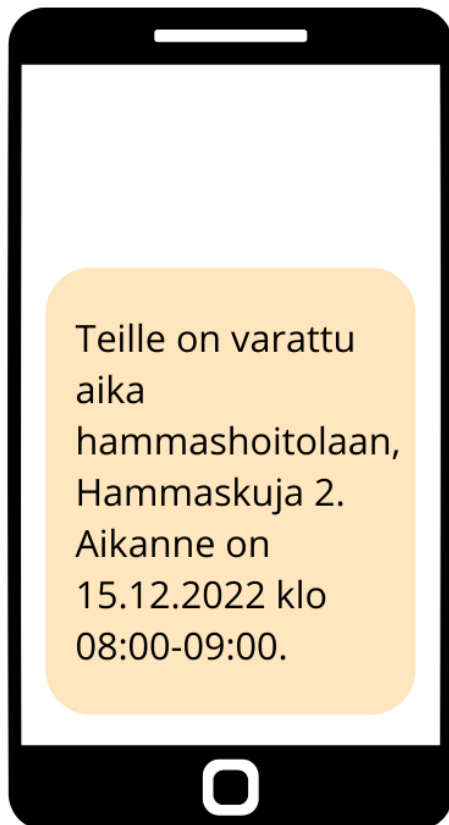 Teille on varattu
aika
hammashoitolaan,
Hammaskuja 2.
Aikanne on
15.12.2022 klo
08:00-09:00.